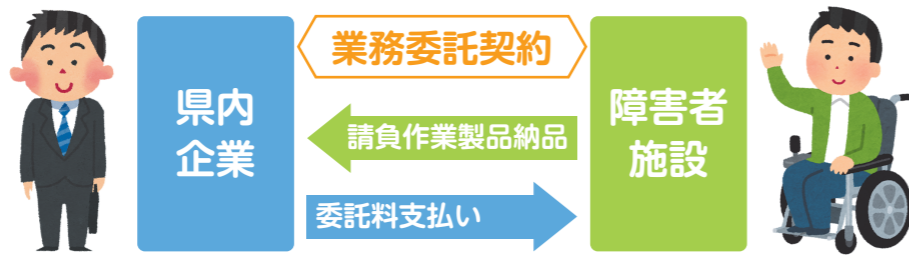 県内
企業
業務委託契約
請負作業製品納品
委託料支払い
障害者
施設